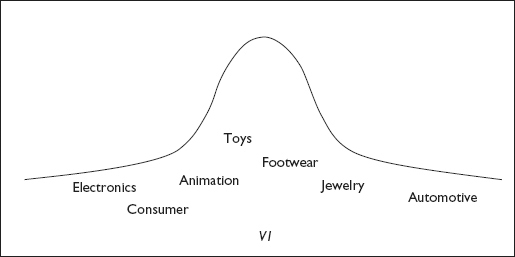 Toys
Footwear
Animation
Jewelry
Electronics
Automotive
Consumer
VI